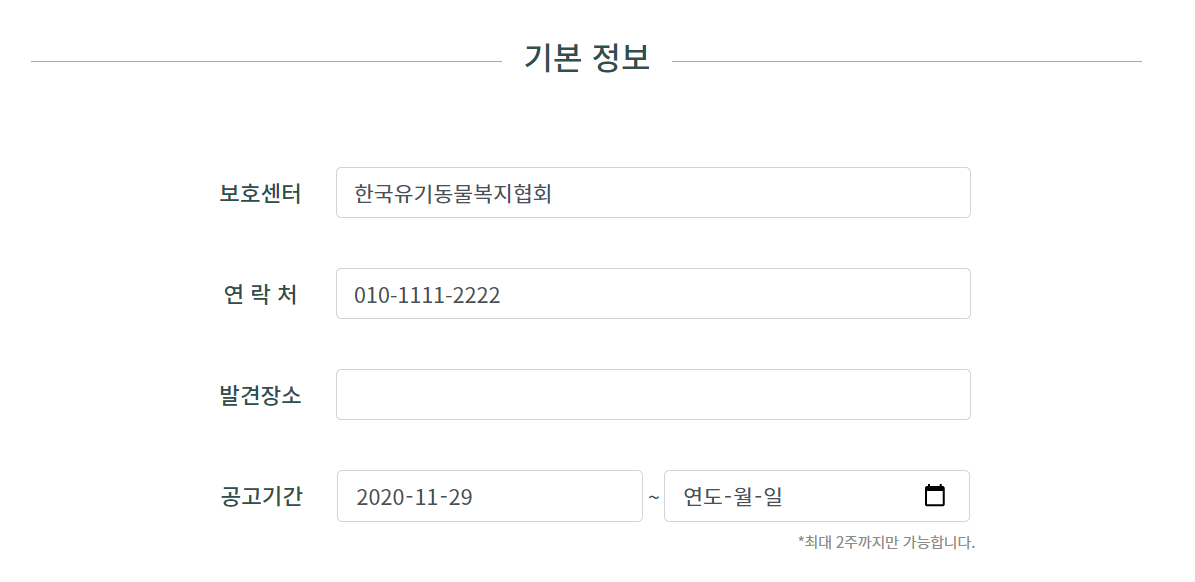 기본 정보
보호센터 한국유기동물복지협회
연 락 처 010-1111-2222
발견장소
공고기간 2020-11-29 ~ 연도-월-일
*최대 2주까지만 가능합니다.